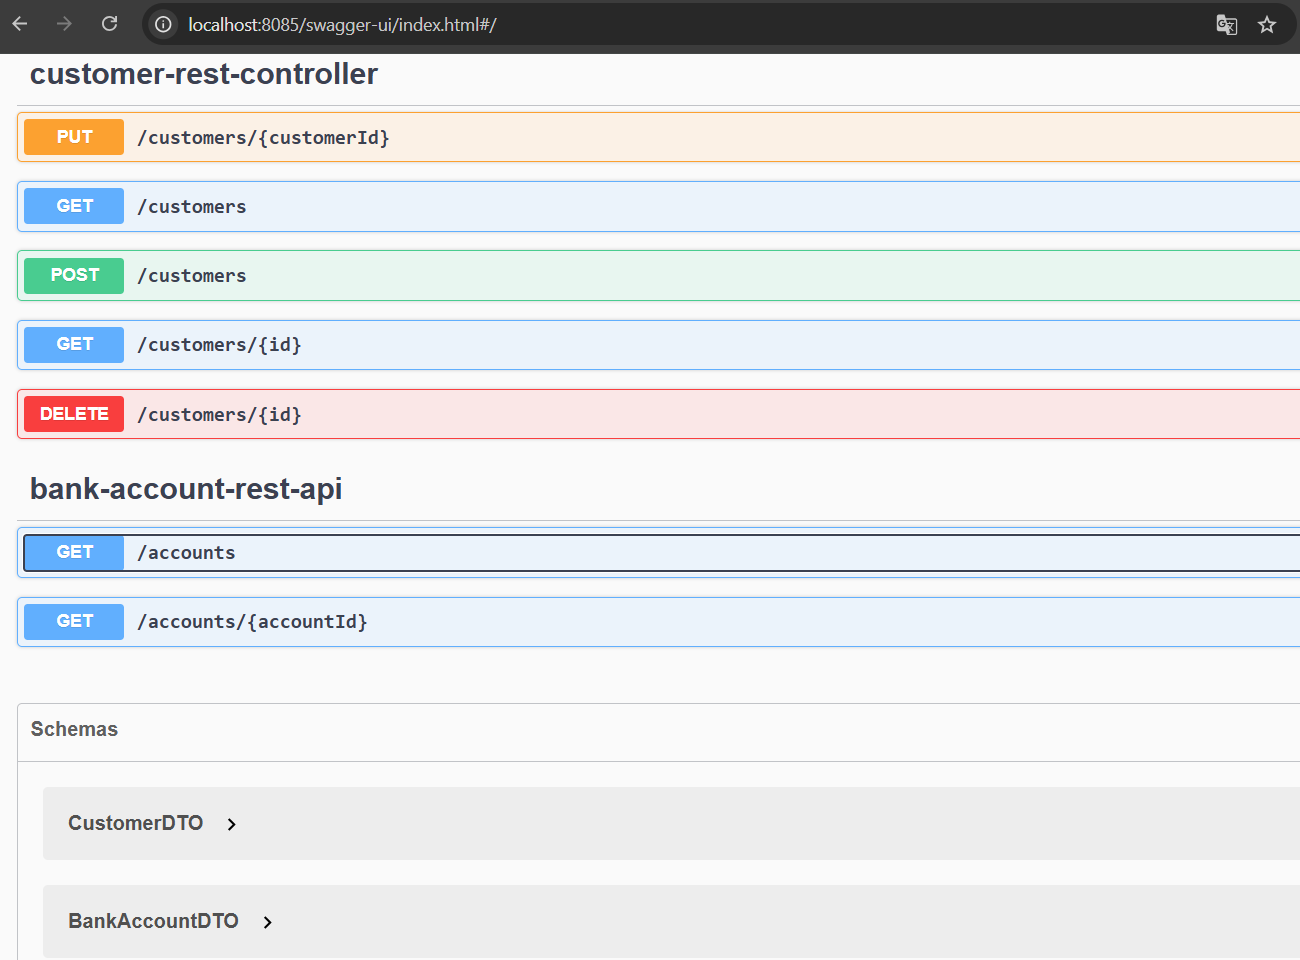 localhost:8085/swagger-ui/index.html#/
customer-rest-controller
PUT /customers/{customerId}
GET /customers
POST /customers
GET /customers/{id}
DELETE /customers/{id}
bank-account-rest-api
GET /accounts
GET /accounts/{accountId}
Schemas
CustomerDTO
BankAccountDTO